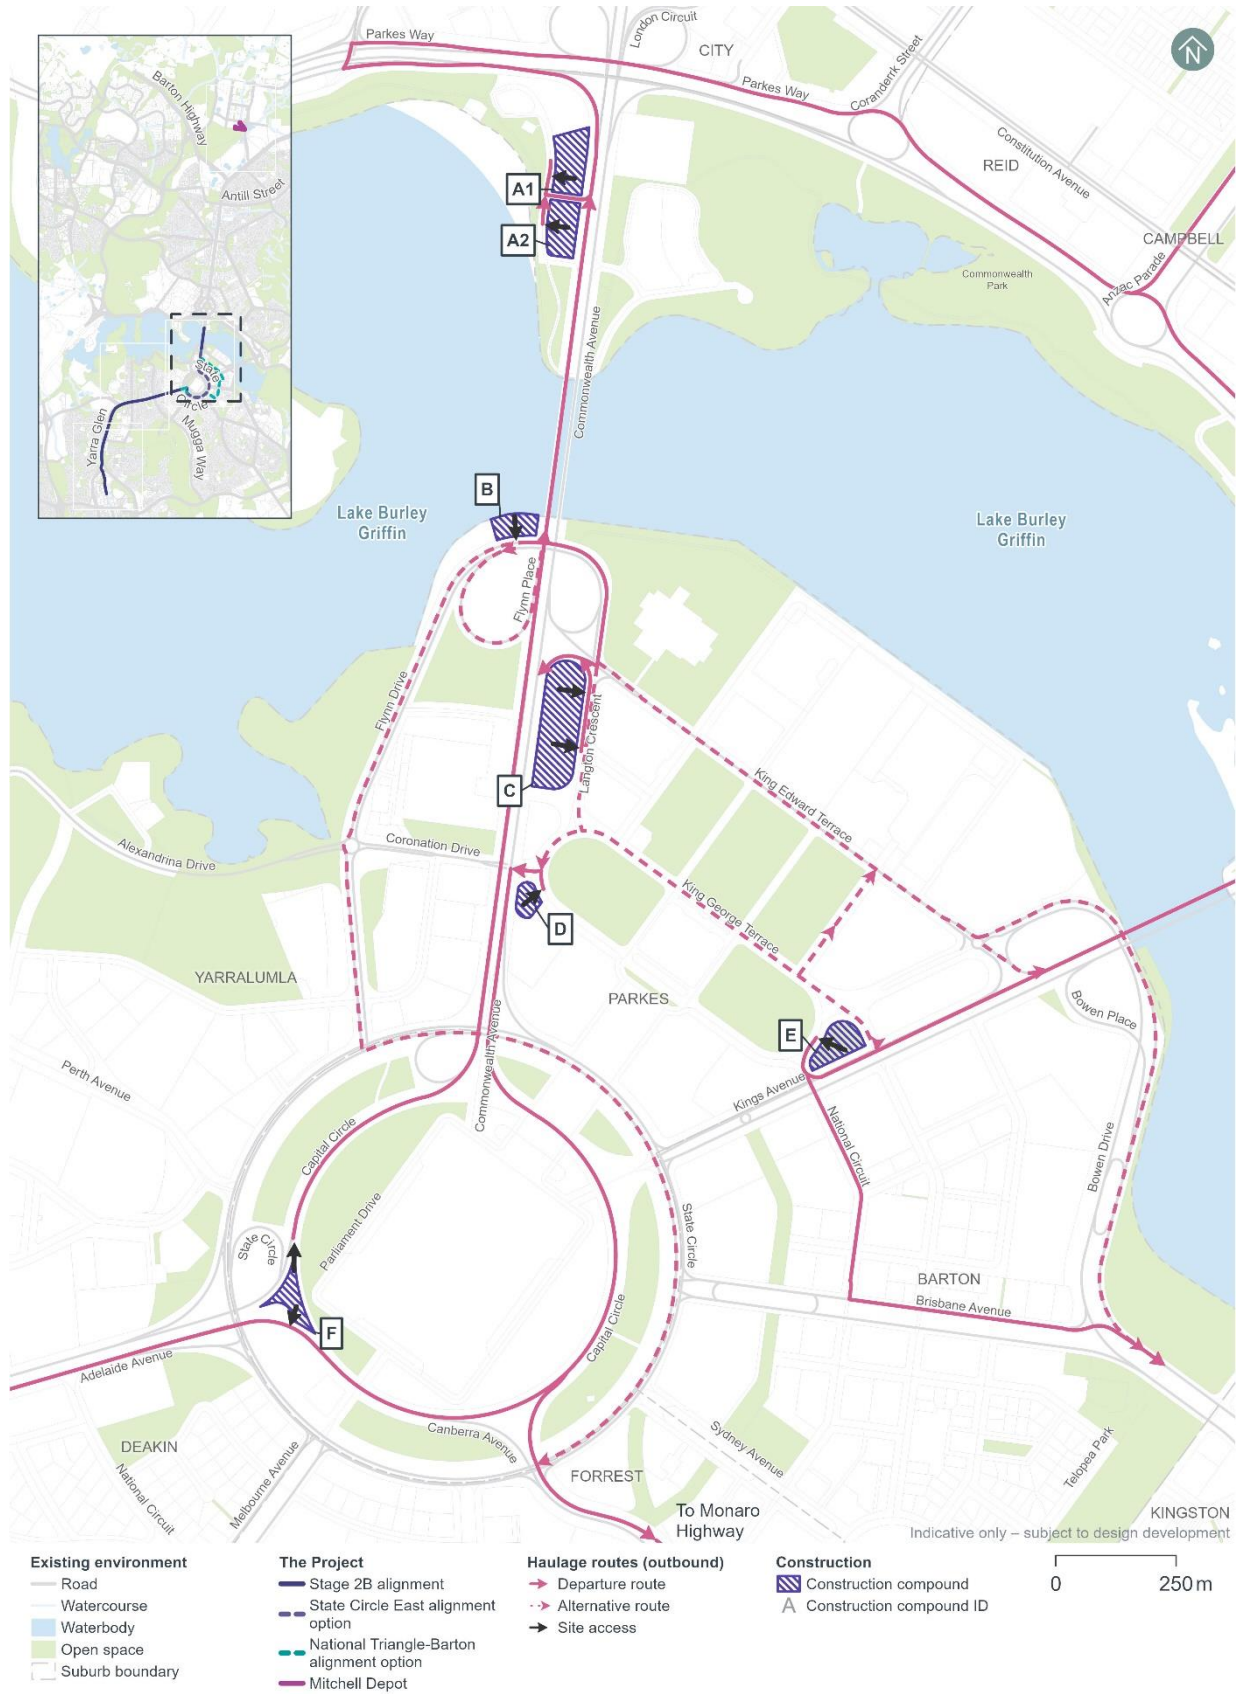 Parkes Way
London Circuit
CITY
N
Barton Highway
Antill Street
State
Circle
Mugga Way
Yarra Glen
Parkes Way
Coranderrk Street
Constitution Avenue
REID
CAMPBELL
Anzac Parade
Commonwealth
Park
A1
A2
Commonwealth Avenue
B
Lake Burley
Griffin
Lake Burley
Griffin
Flynn Place
Flynn Drive
Langton Crescent
C
King Edward Terrace
Coronation Drive
Alexandrina Drive
King George Terrace
D
YARRALUMLA
PARKES
Commonwealth Avenue
E
Bowen Place
Perth Avenue
Kings Avenue
National Circuit
Bowen Drive
Capital Circle
Parliament Drive
State Circle
State Circle
BARTON
Brisbane Avenue
F
Capital Circle
Adelaide Avenue
Canberra Avenue
Sydney Avenue
Telopea Park
DEAKIN
National Circuit
Melbourne Avenue
FORREST
To Monaro
Highway
KINGSTON
Indicative only – subject to design development
Existing environment
Road
Watercourse
Waterbody
Open space
Suburb boundary
The Project
Stage 2B alignment
State Circle East alignment
option
National Triangle-Barton
alignment option
Mitchell Depot
Haulage routes (outbound)
Departure route
Alternative route
Site access
Construction
Construction compound
A Construction compound ID
0 250 m